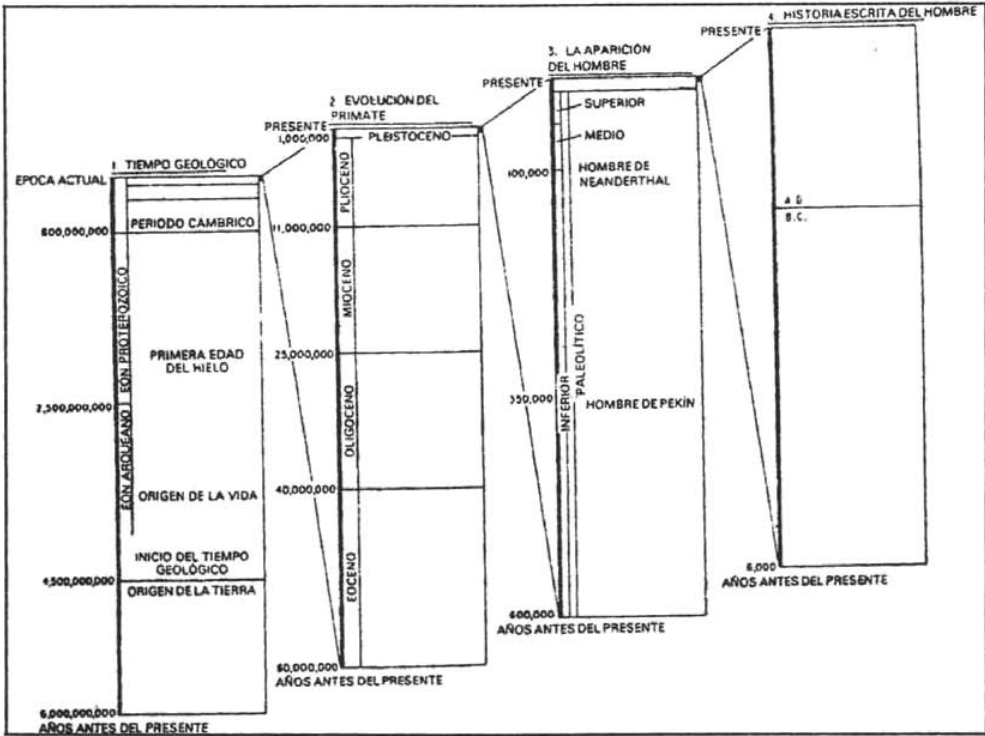 1 TIEMPO GEOLÓGICO
EPOCA ACTUAL
PERIODO CAMBRICO
600,000,000
EON PROTEROZOICO
PRIMERA EDAD
DEL HIELO
2,500,000,000
EON ARQUEANO
ORIGEN DE LA VIDA
INICIO DEL TIEMPO
GEOLÓGICO
4,500,000,000
ORIGEN DE LA TIERRA
6,000,000,000
AÑOS ANTES DEL PRESENTE
2 EVOLUCIÓN DEL
PRIMATE
PRESENTE
1,000,000
PLEISTOCENO
PLIOCENO
11,000,000
MIOCENO
25,000,000
OLIGOCENO
40,000,000
EOCENO
60,000,000
AÑOS ANTES DEL PRESENTE
3. LA APARICIÓN
DEL HOMBRE
PRESENTE
SUPERIOR
MEDIO
100,000
HOMBRE DE
NEANDERTHAL
INFERIOR
PALEOLÍTICO
350,000
HOMBRE DE PEKÍN
600,000
AÑOS ANTES DEL PRESENTE
4. HISTORIA ESCRITA DEL HOMBRE
PRESENTE
A.D.
B.C.
6,000
AÑOS ANTES DEL PRESENTE